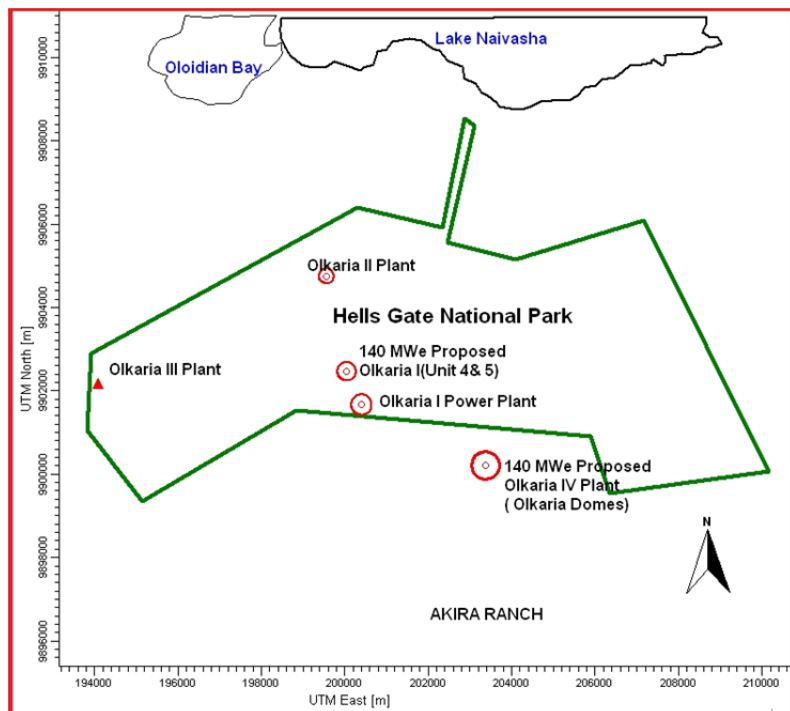 Lake Naivasha
Oloidian Bay
Olkaria II Plant
Hells Gate National Park
140 MWe Proposed
Olkaria I(Unit 4& 5)
Olkaria III Plant
Olkaria I Power Plant
140 MWe Proposed
Olkaria IV Plant
( Olkaria Domes)
N
AKIRA RANCH
UTM North [m]
9910000
9908000
9906000
9904000
9902000
9900000
9898000
9896000
194000 196000 198000 200000 202000 204000 206000 208000 210000
UTM East [m]